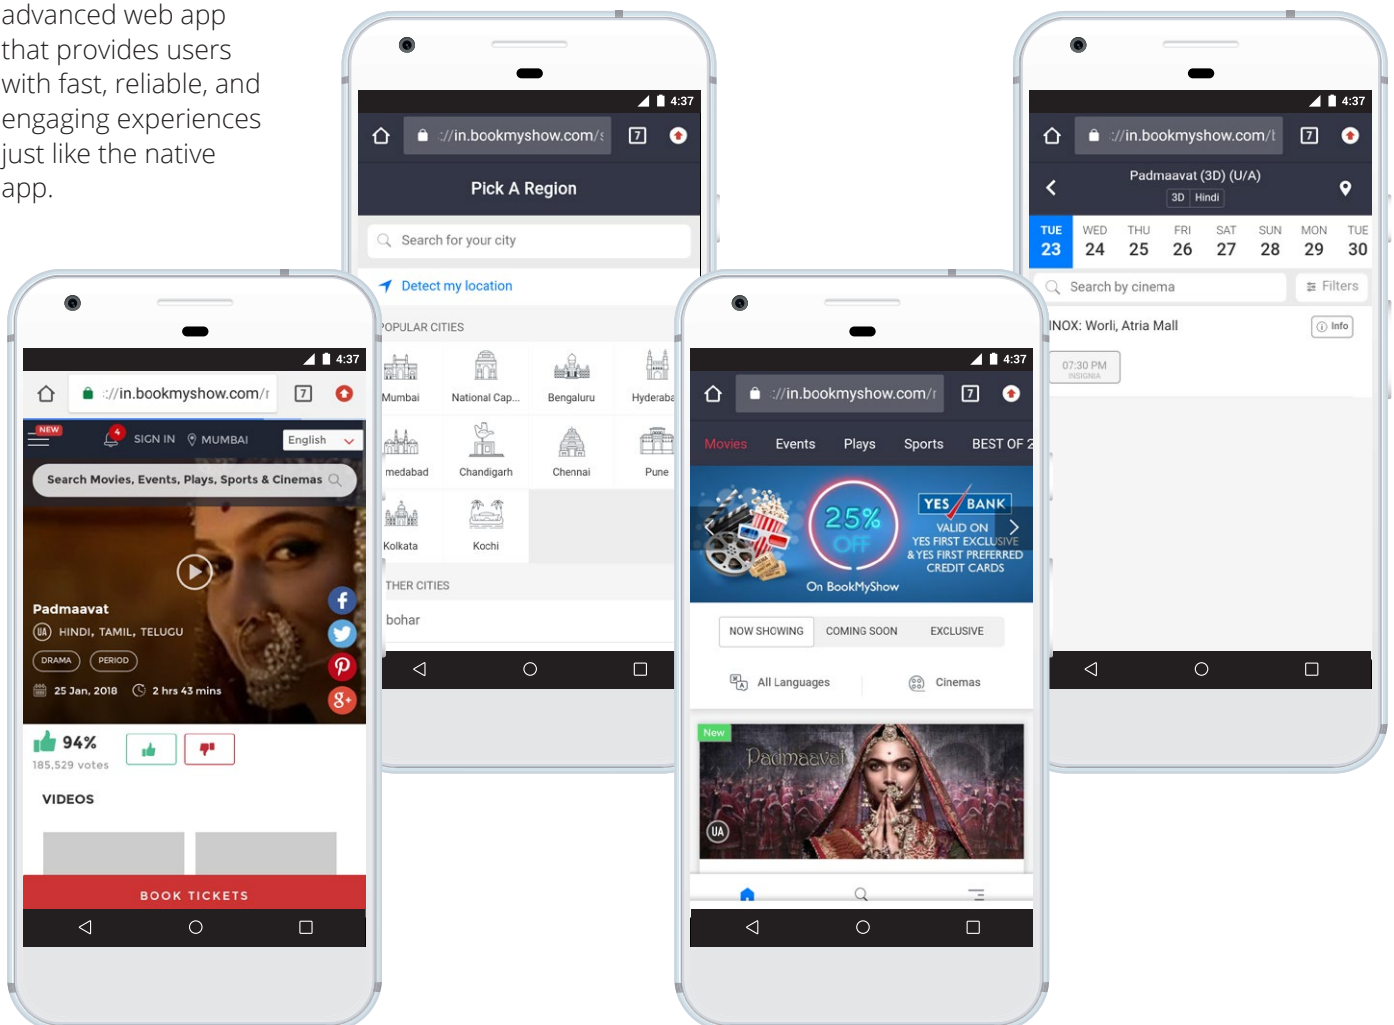 advanced web app
that provides users
with fast, reliable, and
engaging experiences
just like the native
app.
4:37
://in.bookmyshow.com/s
7
Pick A Region
Search for your city
Detect my location
POPULAR CITIES
Mumbai
National Cap...
Bengaluru
Hyderaba
medabad
Chandigarh
Chennai
Pune
Kolkata
Kochi
THER CITIES
bohar
4:37
://in.bookmyshow.com/b
7
Padmaavat (3D) (U/A)
3D Hindi
TUE WED THU FRI SAT SUN MON TUE
23 24 25 26 27 28 29 30
Search by cinema
Filters
INOX: Worli, Atria Mall
Info
07:30 PM
INSIGNIA
4:37
://in.bookmyshow.com/r
7
NEW
4
SIGN IN
MUMBAI
English
Search Movies, Events, Plays, Sports & Cinemas
Padmaavat
UA HINDI, TAMIL, TELUGU
DRAMA PERIOD
25 Jan, 2018 2 hrs 43 mins
f
g+
94%
185,529 votes
VIDEOS
BOOK TICKETS
4:37
://in.bookmyshow.com/r
7
Movies Events Plays Sports BEST OF 2
25%
OFF
On BookMyShow
YES BANK
VALID ON
YES FIRST EXCLUSIVE
& YES FIRST PREFERRED
CREDIT CARDS
NOW SHOWING COMING SOON EXCLUSIVE
All Languages
Cinemas
New
Padmaavat
UA